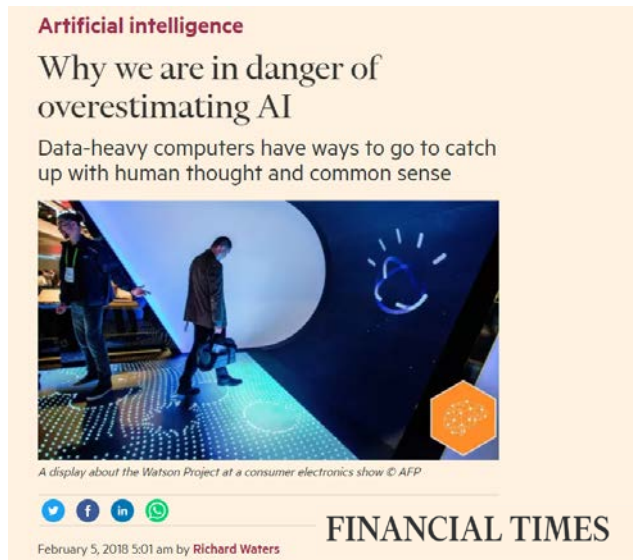 Artificial intelligence
Why we are in danger of
overestimating AI
Data-heavy computers have ways to go to catch
up with human thought and common sense
A display about the Watson Project at a consumer electronics show © AFP
FINANCIAL TIMES
February 5, 2018 5:01 am by Richard Waters